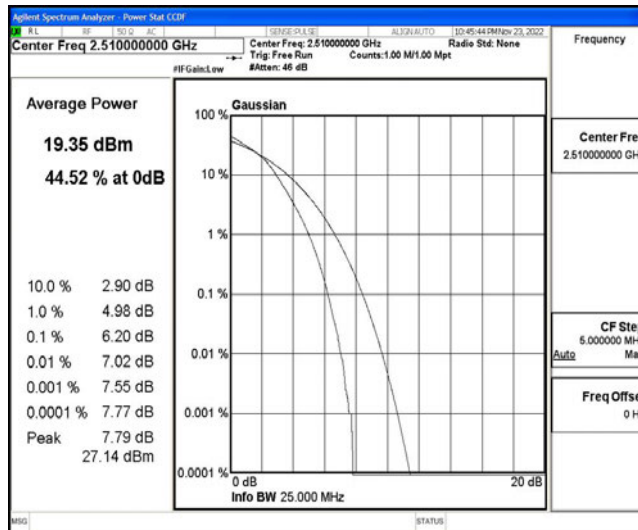 Agilent Spectrum Analyzer - Power Stat CCDF
RL RF 50 Ω AC SENSE:PULSE ALIGN AUTO 10:45:44 PM Nov 23, 2022
Center Freq 2.510000000 GHz
Center Freq: 2.510000000 GHz Radio Std: None
Trig: Free Run Counts:1.00 M/1.00 Mpt
#IFGain:Low #Atten: 46 dB
Frequency
Average Power
19.35 dBm
44.52 % at 0dB
10.0 % 2.90 dB
1.0 % 4.98 dB
0.1 % 6.20 dB
0.01 % 7.02 dB
0.001 % 7.55 dB
0.0001 % 7.77 dB
Peak 7.79 dB
27.14 dBm
Gaussian
100 %
10 %
1 %
0.1 %
0.01 %
0.001 %
0.0001 %
0 dB 20 dB
Info BW 25.000 MHz
Center Fre
2.510000000 GH
CF Ste
5.000000 MH
Auto Ma
Freq Offse
0 H
MSG STATUS